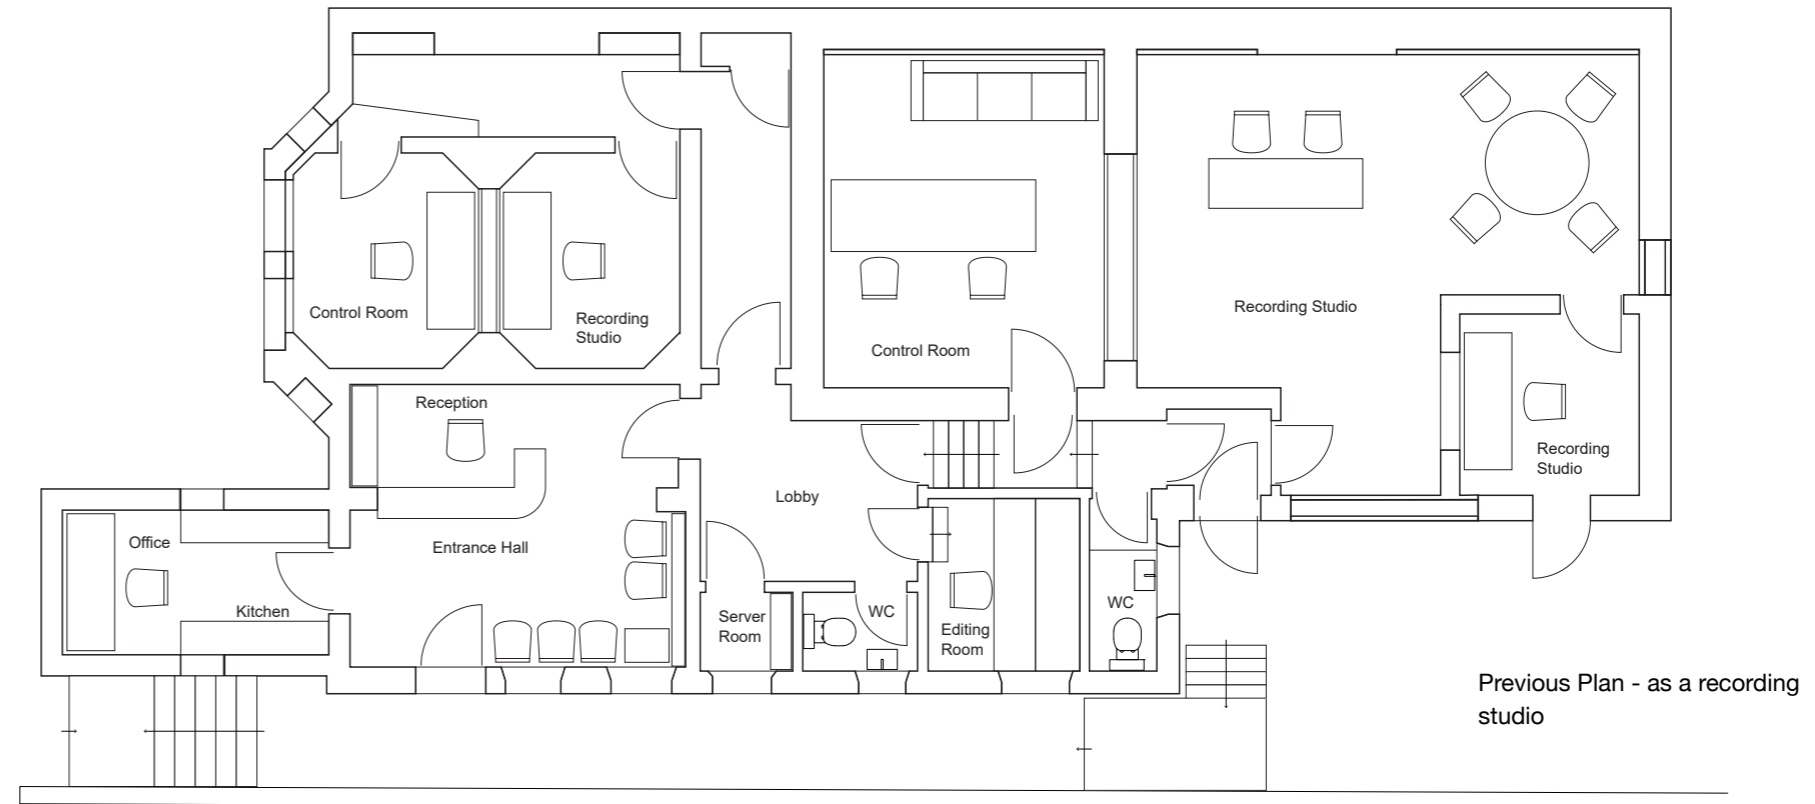 Control Room
Recording
Studio
Reception
Control Room
Recording Studio
Recording
Studio
Lobby
Office
Entrance Hall
Kitchen
Server
Room
WC
Editing
Room
WC
Previous Plan - as a recording
studio